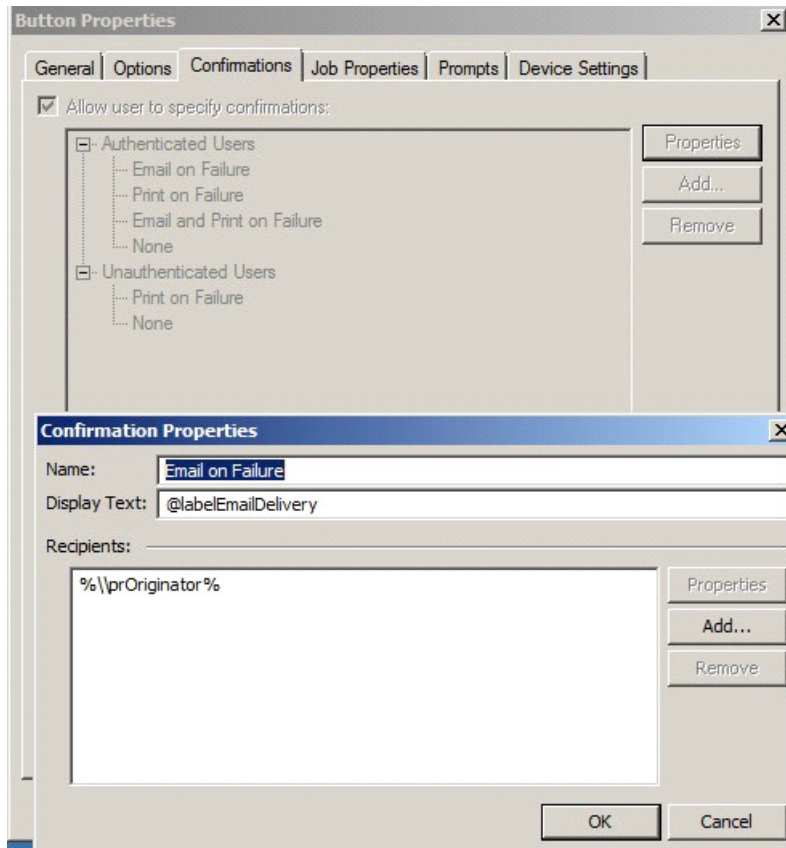 Button Properties
General Options Confirmations Job Properties Prompts Device Settings
Allow user to specify confirmations:
Authenticated Users
Email on Failure
Print on Failure
Email and Print on Failure
None
Unauthenticated Users
Print on Failure
None
Properties
Add...
Remove
Confirmation Properties
Name: Email on Failure
Display Text: @labelEmailDelivery
Recipients:
%\\prOriginator%
Properties
Add...
Remove
OK Cancel